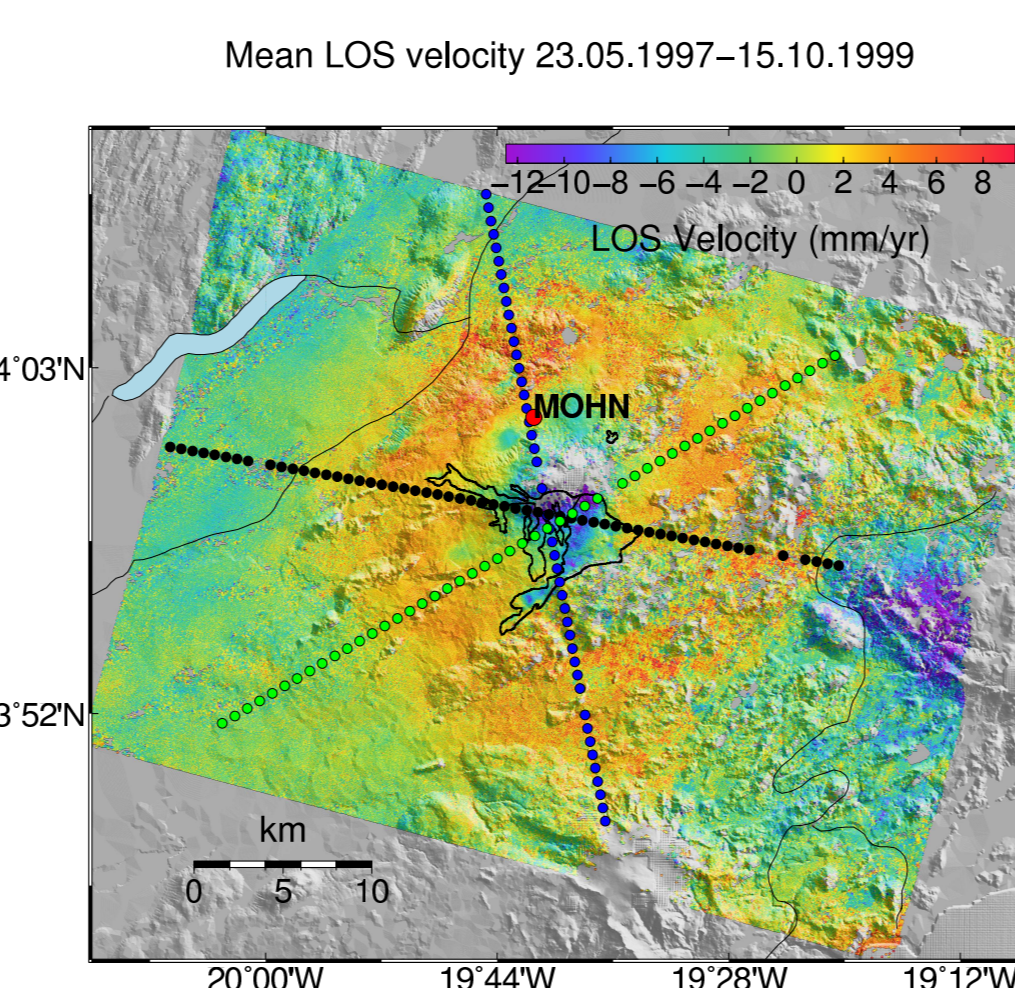 Mean LOS velocity 23.05.1997–15.10.1999
−12 −10 −8 −6 −4 −2 0 2 4 6 8
LOS Velocity (mm/yr)
4°03'N
MOHN
3°52'N
km
0 5 10
20°00'W 19°44'W 19°28'W 19°12'W